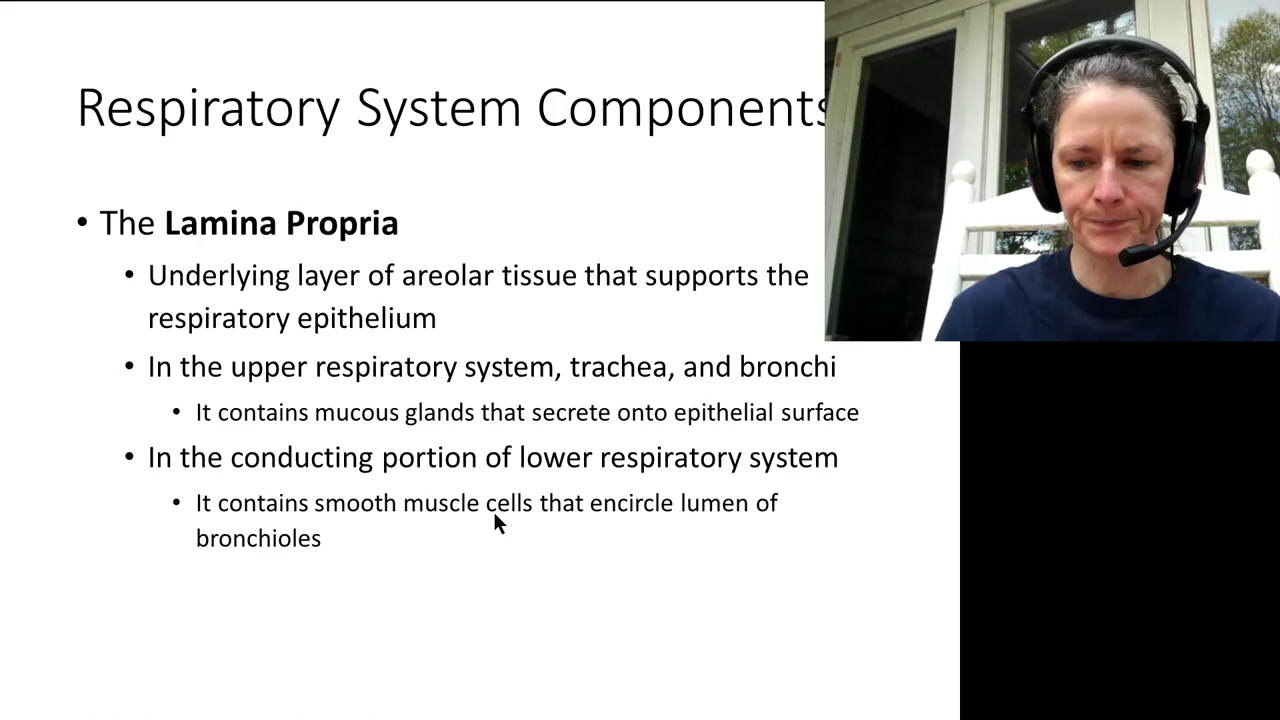 Respiratory System Components
• The Lamina Propria
• Underlying layer of areolar tissue that supports the
respiratory epithelium
• In the upper respiratory system, trachea, and bronchi
• It contains mucous glands that secrete onto epithelial surface
• In the conducting portion of lower respiratory system
• It contains smooth muscle cells that encircle lumen of
bronchioles